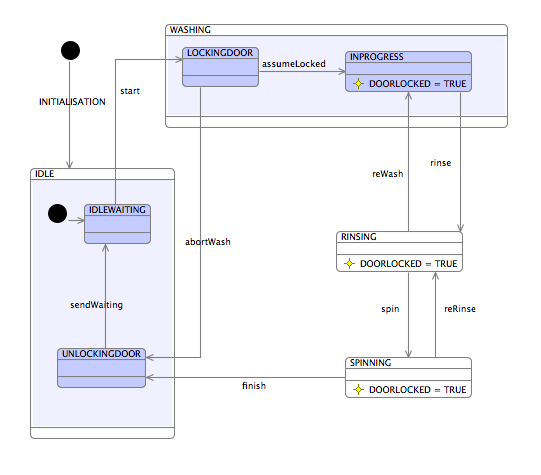 WASHING
LOCKINGDOOR
INPROGRESS
assumeLocked
DOORLOCKED = TRUE
start
INITIALISATION
reWash
rinse
IDLE
IDLEWAITING
abortWash
RINSING
DOORLOCKED = TRUE
sendWaiting
spin
reRinse
UNLOCKINGDOOR
SPINNING
finish
DOORLOCKED = TRUE